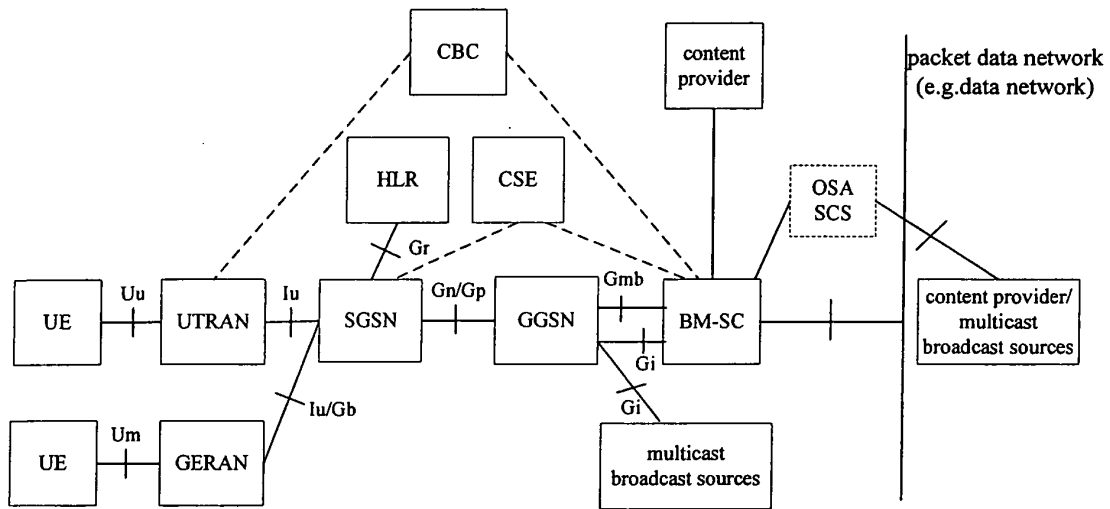 CBC
content
provider
packet data network
(e.g.data network)
HLR
CSE
OSA
SCS
Gr
Uu
Iu
Gn/Gp
Gmb
UE
UTRAN
SGSN
GGSN
BM-SC
content provider/
multicast
broadcast sources
Gi
Iu/Gb
Gi
Um
UE
GERAN
multicast
broadcast sources